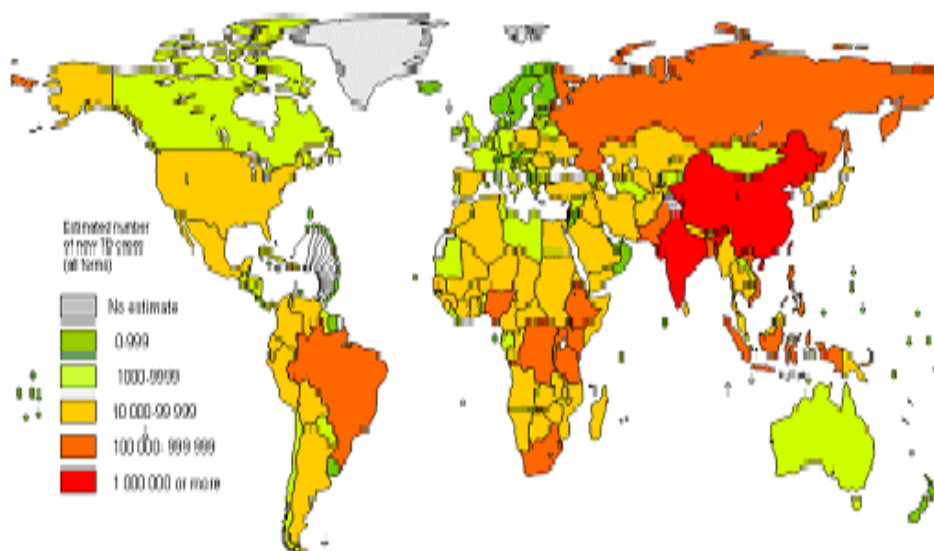 Estimated number
of new TB cases
(all forms)
No estimate
0-999
1000-9999
10 000-99 999
100 000- 999 999
1 000 000 or more